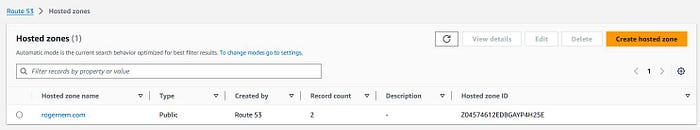 Route 53 > Hosted zones
Hosted zones (1)
View details
Edit
Delete
Create hosted zone
Automatic mode is the current search behavior optimized for best filter results. To change modes go to settings.
Filter records by property or value
1
Hosted zone name Type Created by Record count Description Hosted zone ID
rogernem.com Public Route 53 2 - Z04574612EDBGAYP4H25E